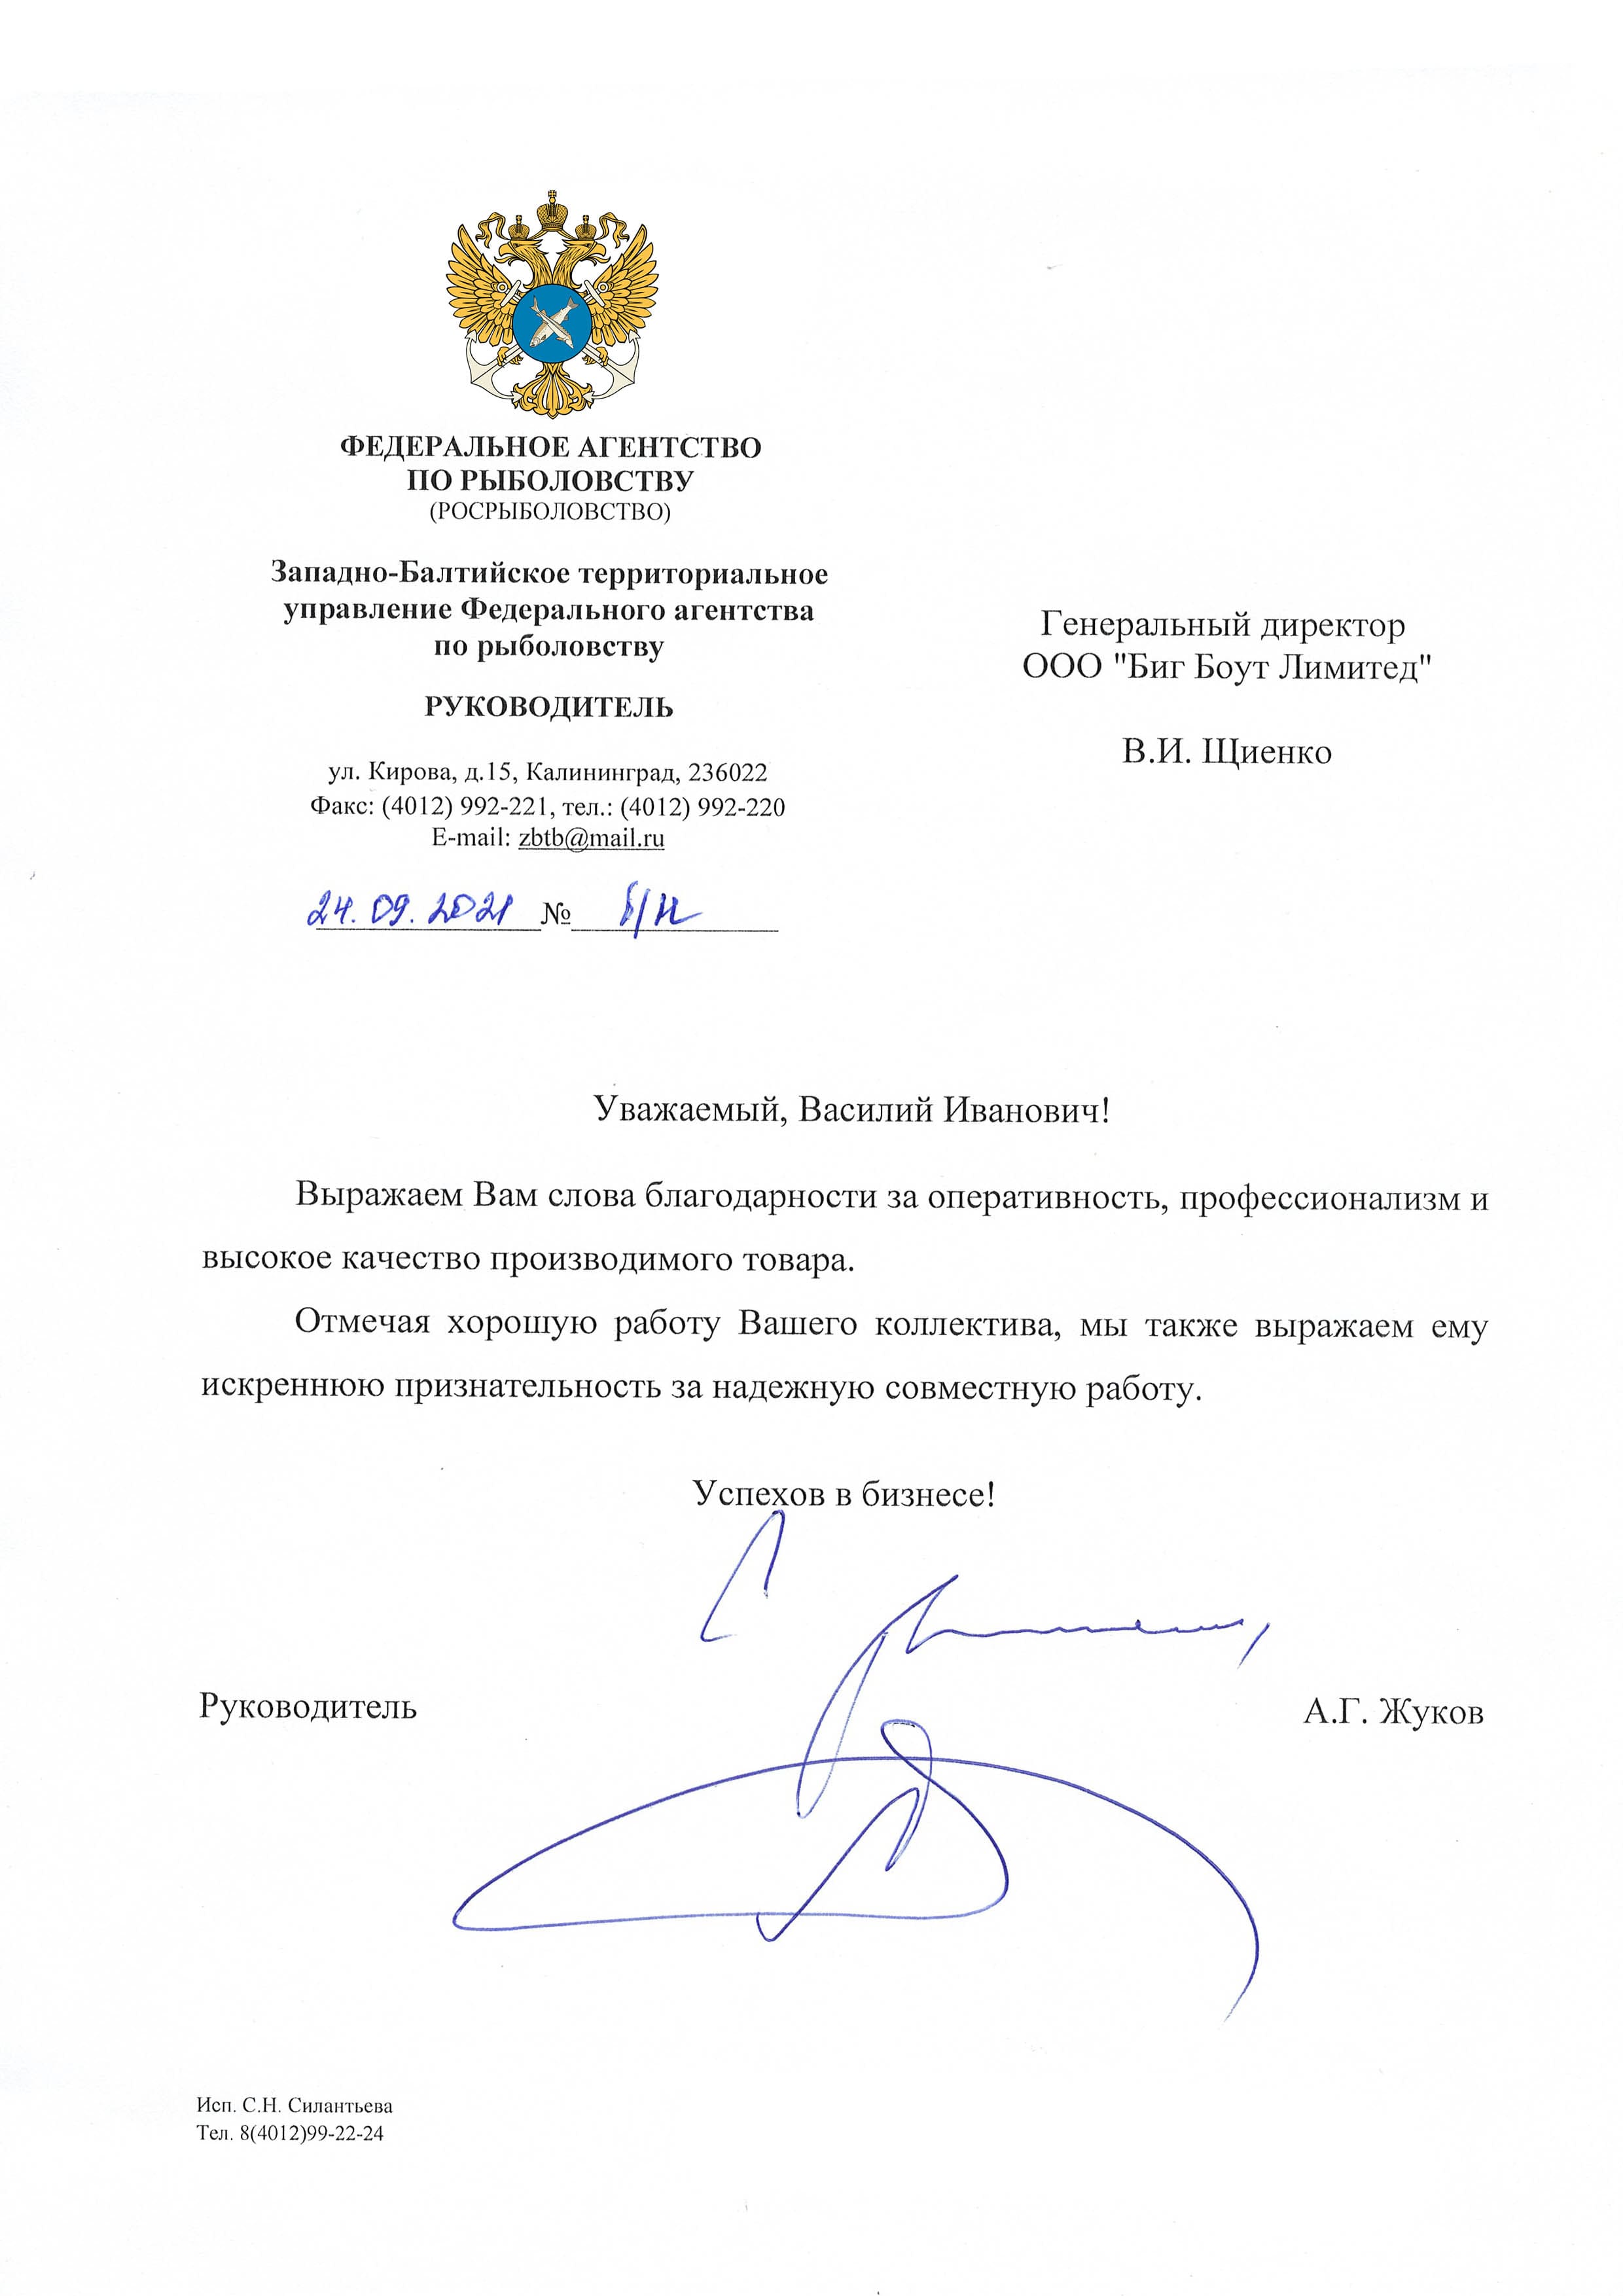 ФЕДЕРАЛЬНОЕ АГЕНТСТВО
ПО РЫБОЛОВСТВУ
(РОСРЫБОЛОВСТВО)
Западно-Балтийское территориальное
управление Федерального агентства
по рыболовству
РУКОВОДИТЕЛЬ
ул. Кирова, д.15, Калининград, 236022
Факс: (4012) 992-221, тел.: (4012) 992-220
E-mail: zbtb@mail.ru
24.09.2021 № б/н
Генеральный директор
ООО "Биг Боут Лимитед"
В.И. Щиенко
Уважаемый, Василий Иванович!
Выражаем Вам слова благодарности за оперативность, профессионализм и
высокое качество производимого товара.
Отмечая хорошую работу Вашего коллектива, мы также выражаем ему
искреннюю признательность за надежную совместную работу.
Успехов в бизнесе!
Руководитель А.Г. Жуков
Исп. С.Н. Силантьева
Тел. 8(4012)99-22-24